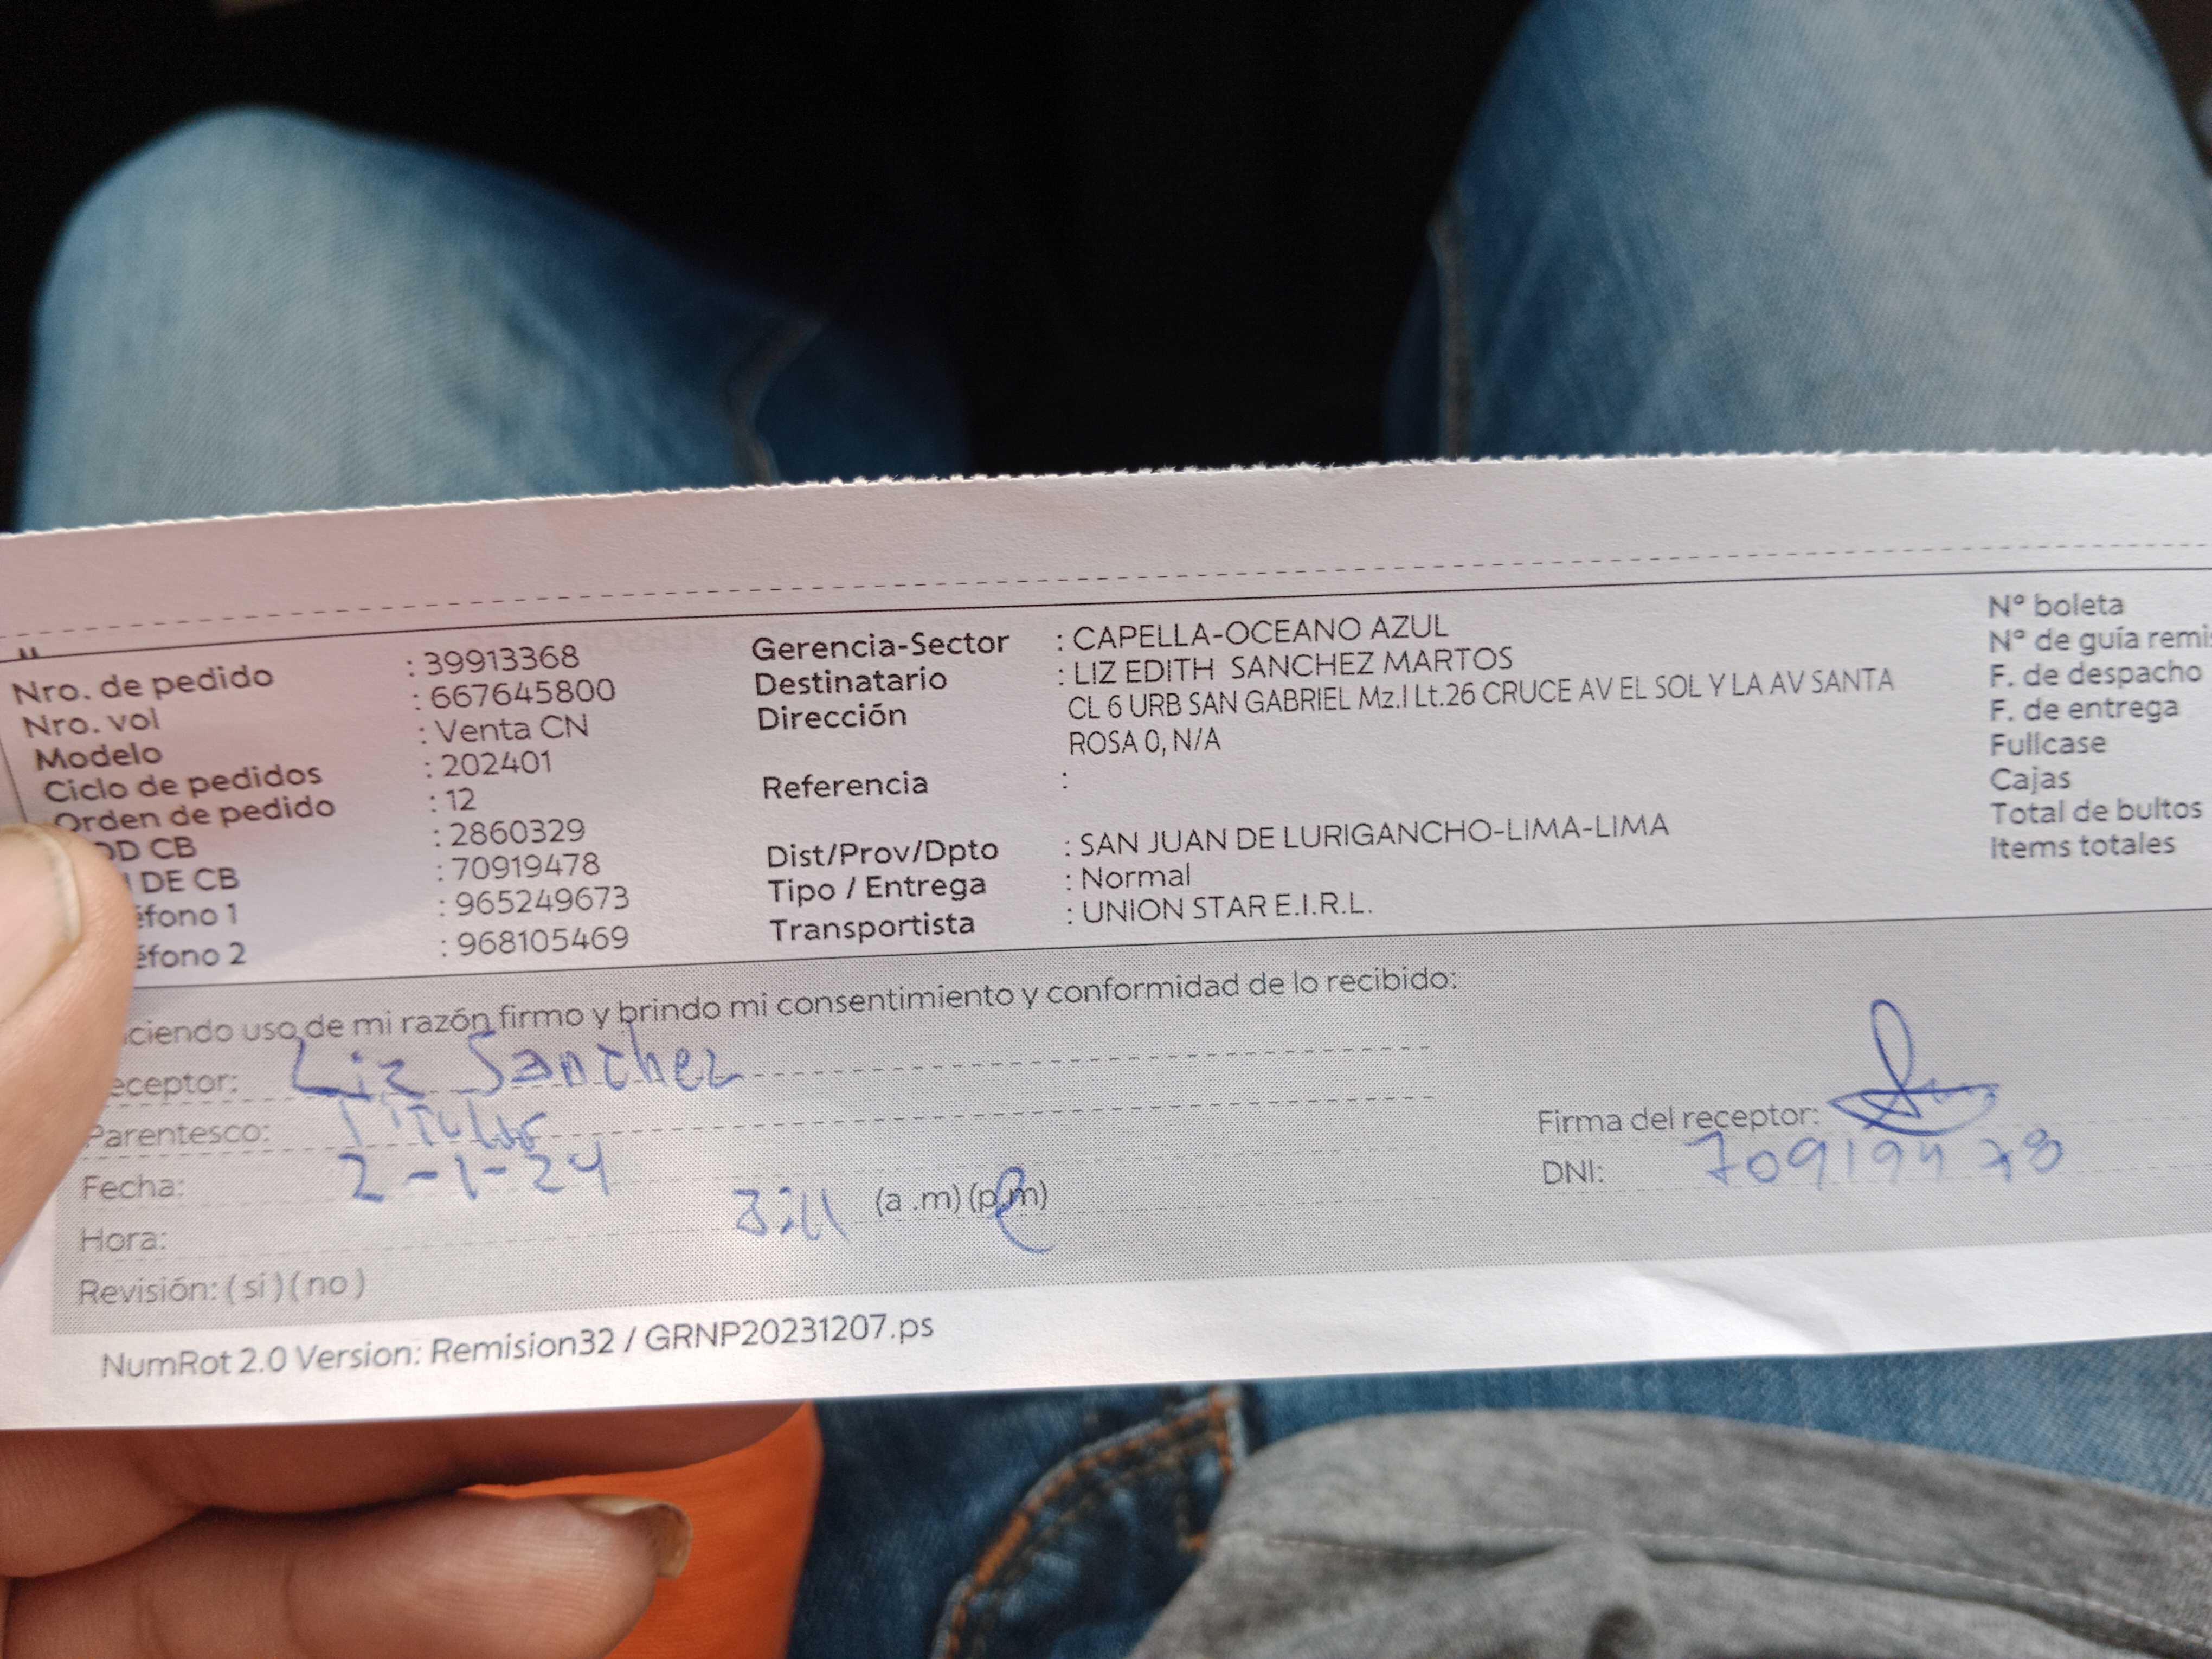 Nro. de pedido : 39913368
Nro. vol : 667645800
Modelo : Venta CN
Ciclo de pedidos : 202401
Orden de pedido : 12
CB : 2860329
DE CB : 70919478
éfono 1 : 965249673
éfono 2 : 968105469
Gerencia-Sector : CAPELLA-OCEANO AZUL
Destinatario : LIZ EDITH SANCHEZ MARTOS
Dirección CL 6 URB SAN GABRIEL Mz.I Lt.26 CRUCE AV EL SOL Y LA AV SANTA
ROSA 0, N/A
Referencia :
Dist/Prov/Dpto : SAN JUAN DE LURIGANCHO-LIMA-LIMA
Tipo / Entrega : Normal
Transportista : UNION STAR E.I.R.L.
N° boleta
N° de guía remi
F. de despacho
F. de entrega
Fullcase
Cajas
Total de bultos
Items totales
ciendo uso de mi razón firmo y brindo mi consentimiento y conformidad de lo recibido:
eceptor: Liz Sanchez
Parentesco: Titular
Fecha: 2-1-24
Hora: (a .m) (p.m)
Revisión: ( si ) ( no )
Firma del receptor:
DNI: 70919478
NumRot 2.0 Version: Remision32 / GRNP20231207.ps